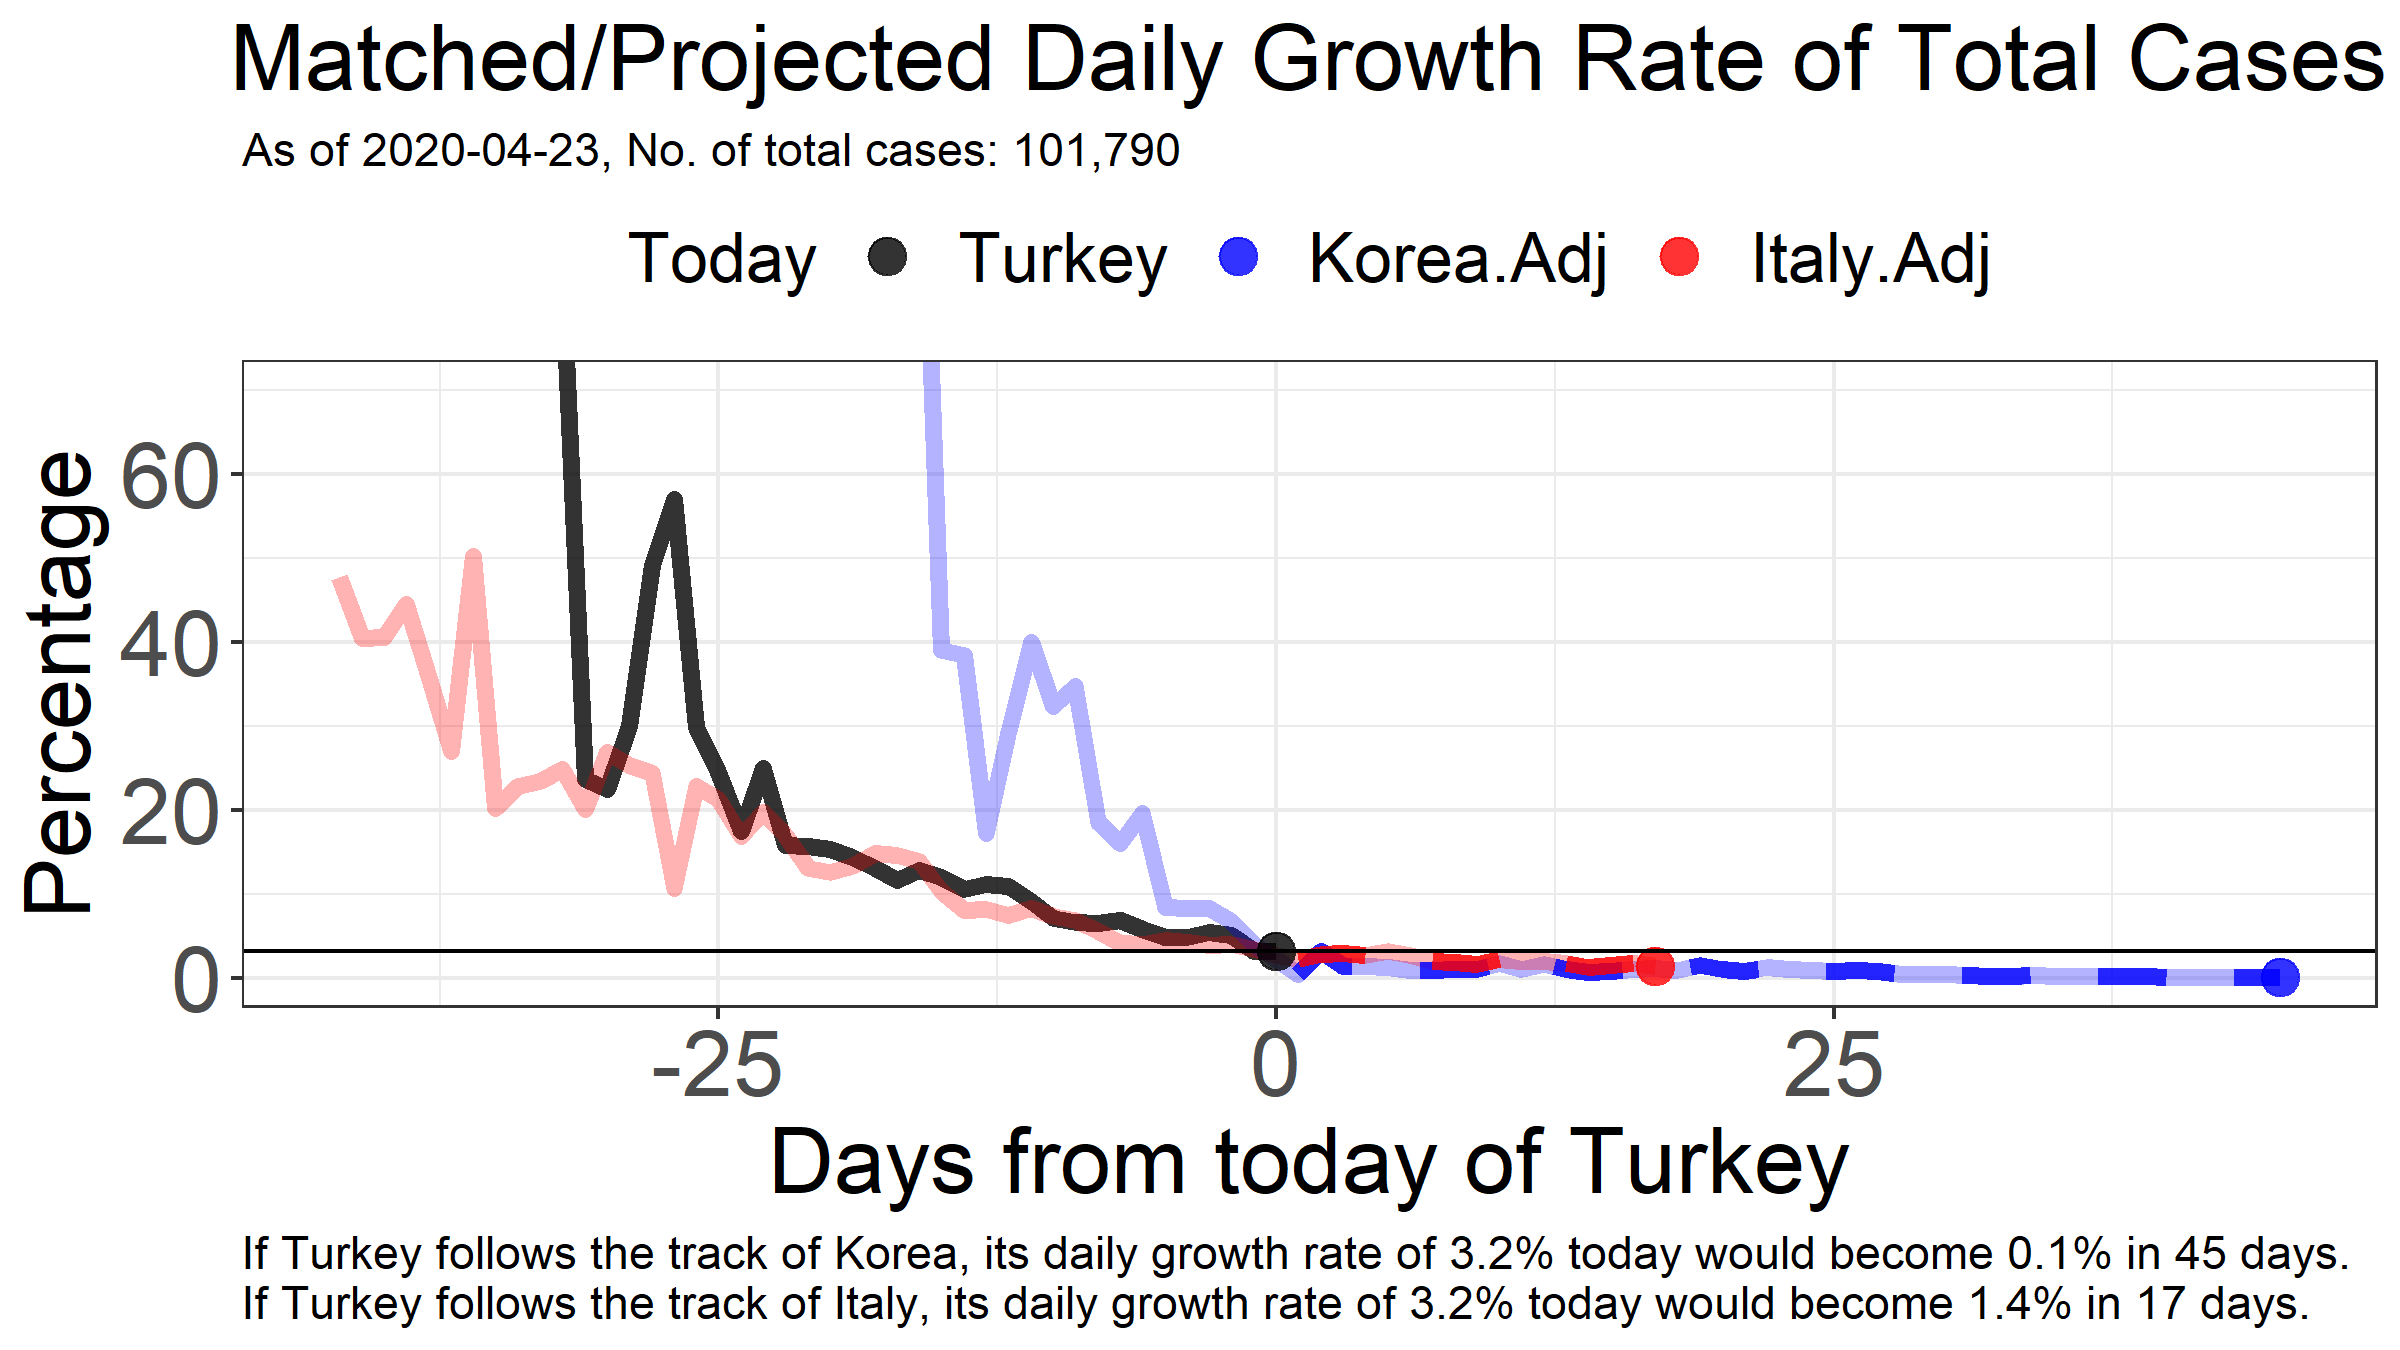 Matched/Projected Daily Growth Rate of Total Cases
As of 2020-04-23, No. of total cases: 101,790
Today Turkey Korea.Adj Italy.Adj
Percentage
60
40
20
0
-25 0 25
Days from today of Turkey
If Turkey follows the track of Korea, its daily growth rate of 3.2% today would become 0.1% in 45 days.
If Turkey follows the track of Italy, its daily growth rate of 3.2% today would become 1.4% in 17 days.